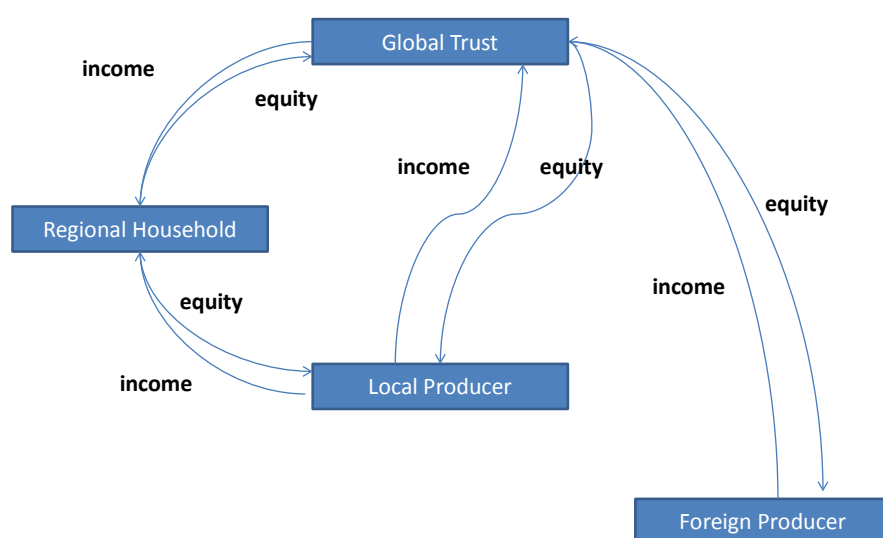 Global Trust
income
equity
income
equity
equity
Regional Household
income
equity
income
Local Producer
Foreign Producer